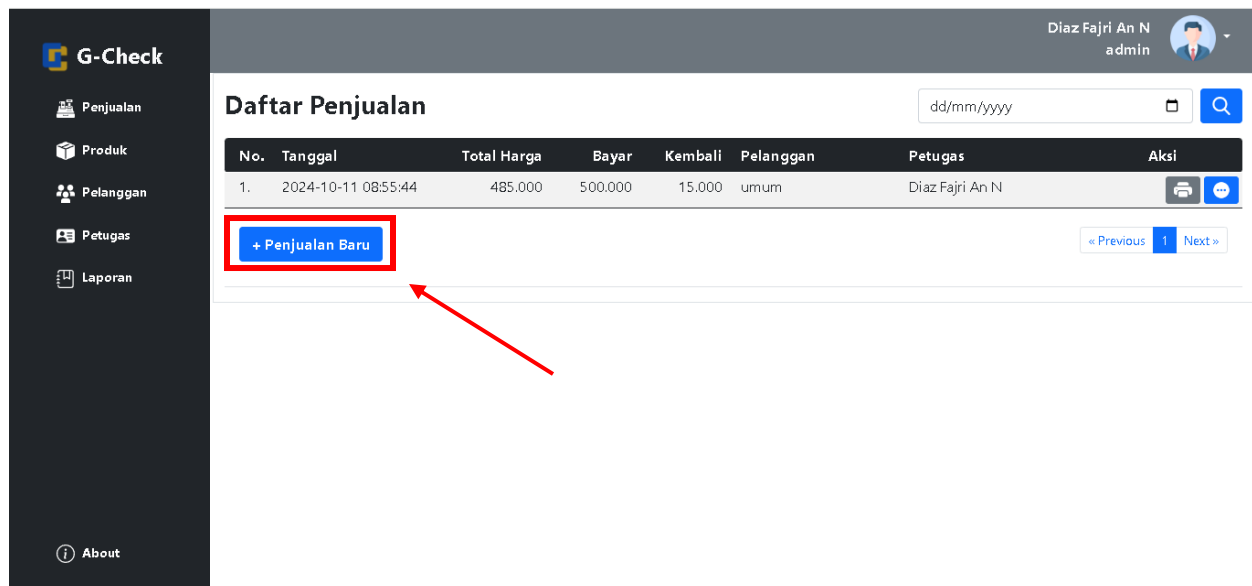 Diaz Fajri An N
admin
G-Check
Penjualan
Produk
Pelanggan
Petugas
Laporan
About
Daftar Penjualan
dd/mm/yyyy
No. Tanggal Total Harga Bayar Kembali Pelanggan Petugas Aksi
1. 2024-10-11 08:55:44 485.000 500.000 15.000 umum Diaz Fajri An N
+ Penjualan Baru
« Previous 1 Next »